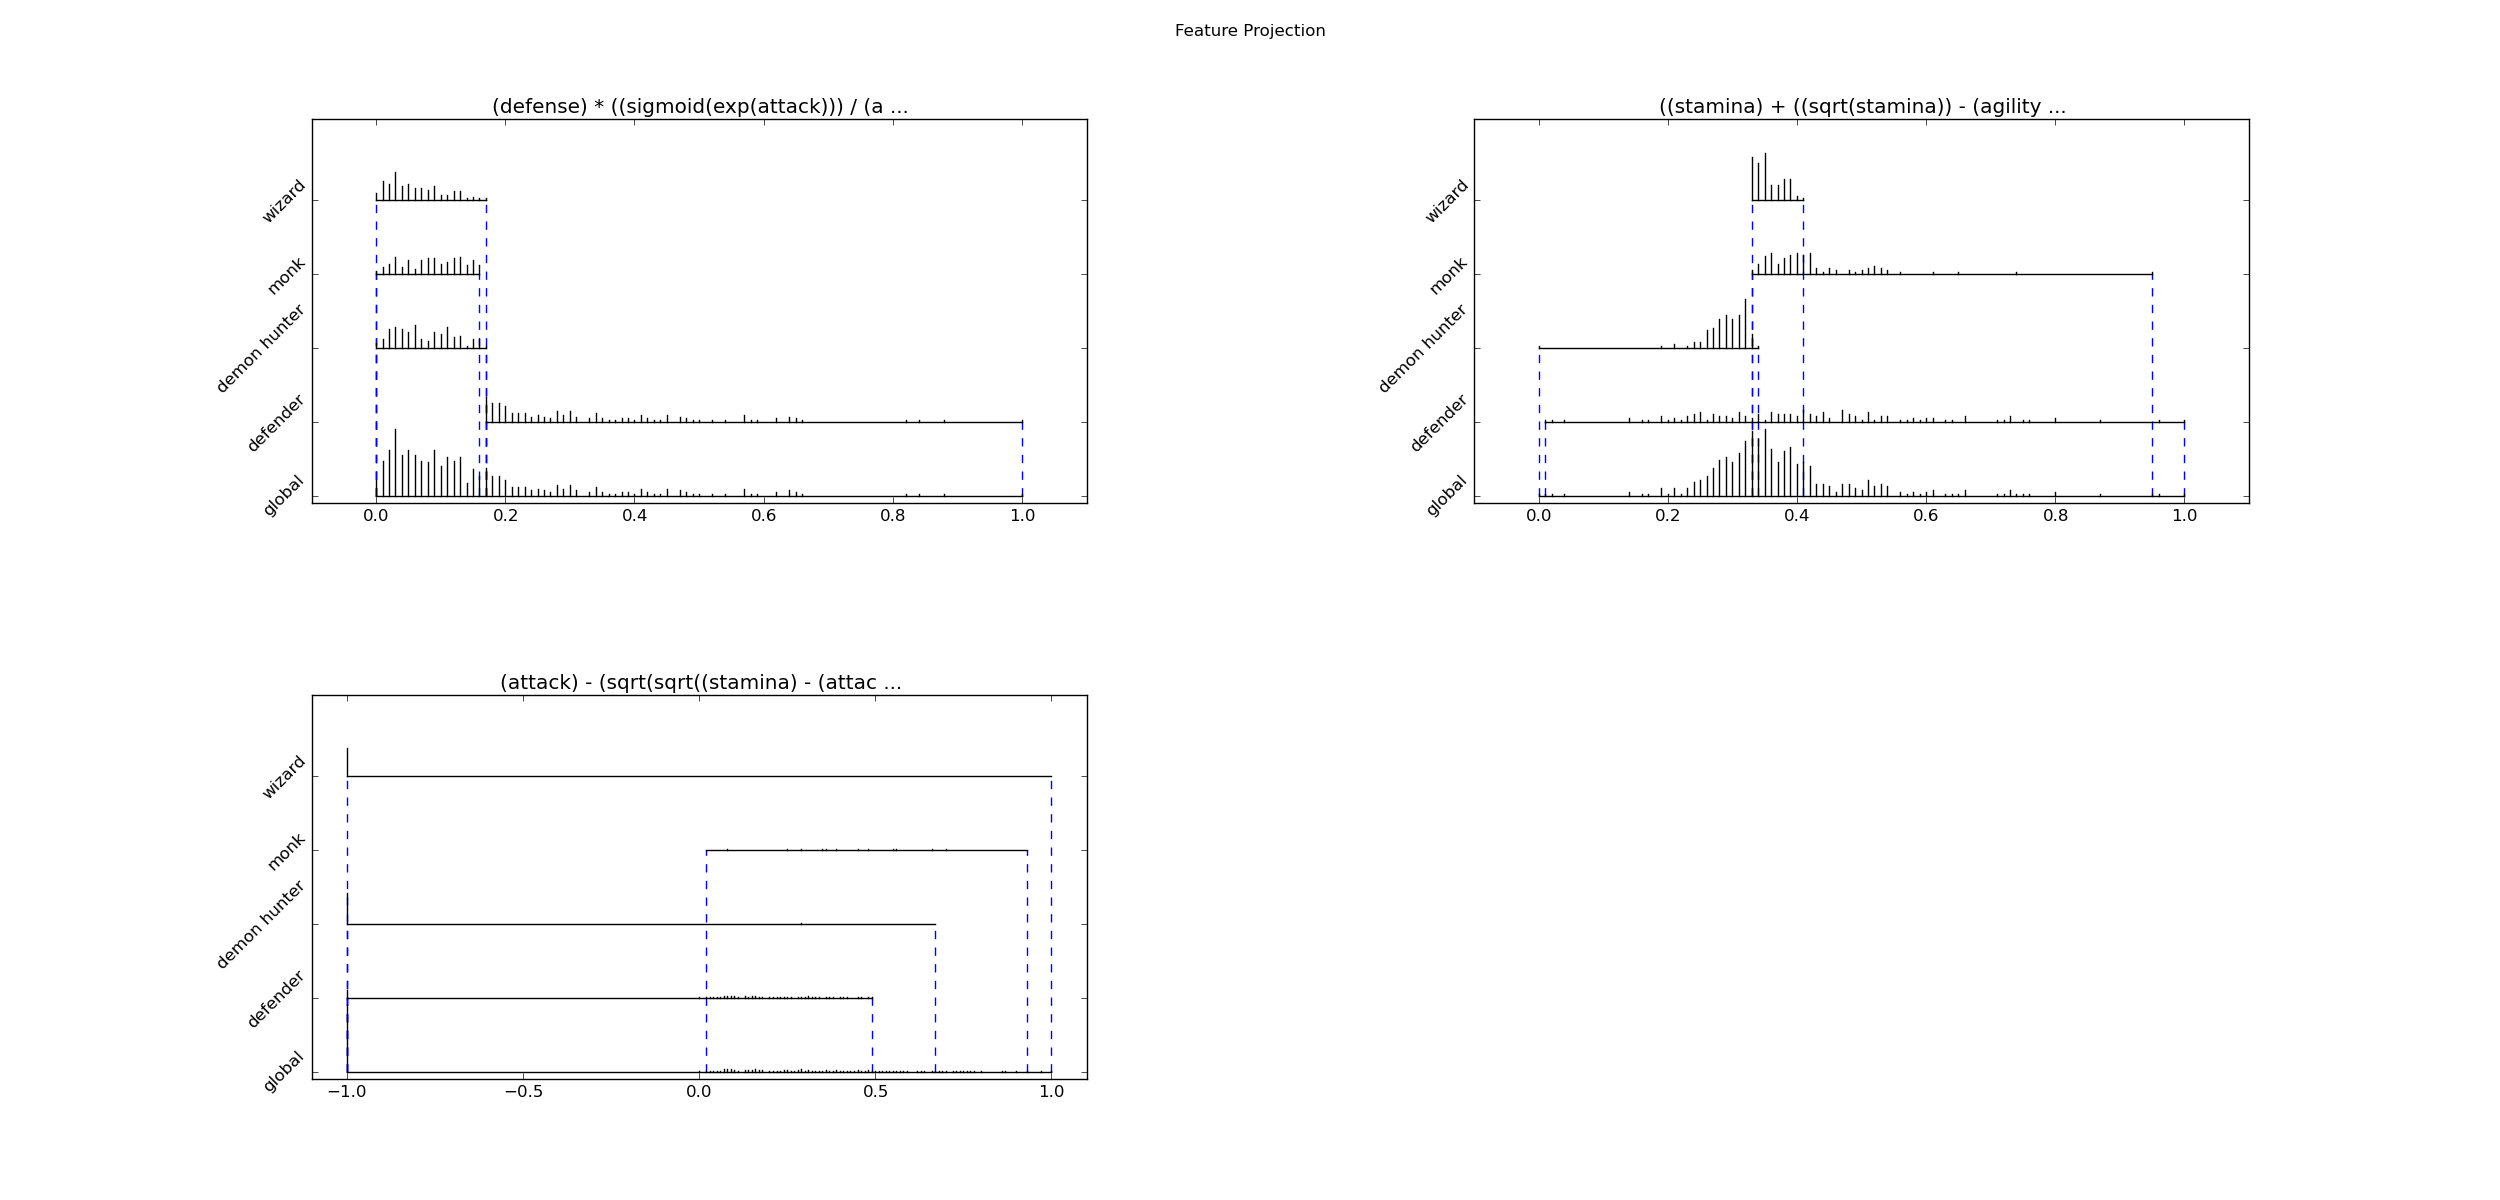 Feature Projection
(defense) * ((sigmoid(exp(attack))) / (a ...
wizard
monk
demon hunter
defender
global
0.0 0.2 0.4 0.6 0.8 1.0
((stamina) + ((sqrt(stamina)) - (agility ...
wizard
monk
demon hunter
defender
global
0.0 0.2 0.4 0.6 0.8 1.0
(attack) - (sqrt(sqrt((stamina) - (attac ...
wizard
monk
demon hunter
defender
global
−1.0 −0.5 0.0 0.5 1.0